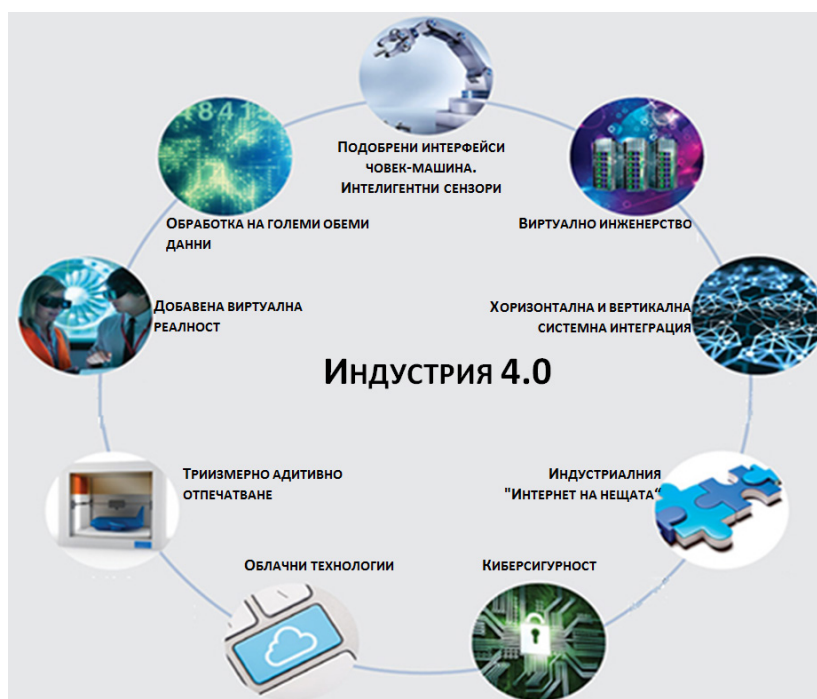 Подобрени интерфейси
човек-машина.
Интелигентни сензори
Виртуално инженерство
Хоризонтална и вертикална
системна интеграция
Индустриалния
"Интернет на нещата“
Киберсигурност
Облачни технологии
Триизмерно адитивно
отпечатване
Добавена виртуална
реалност
Обработка на големи обеми
данни
Индустрия 4.0